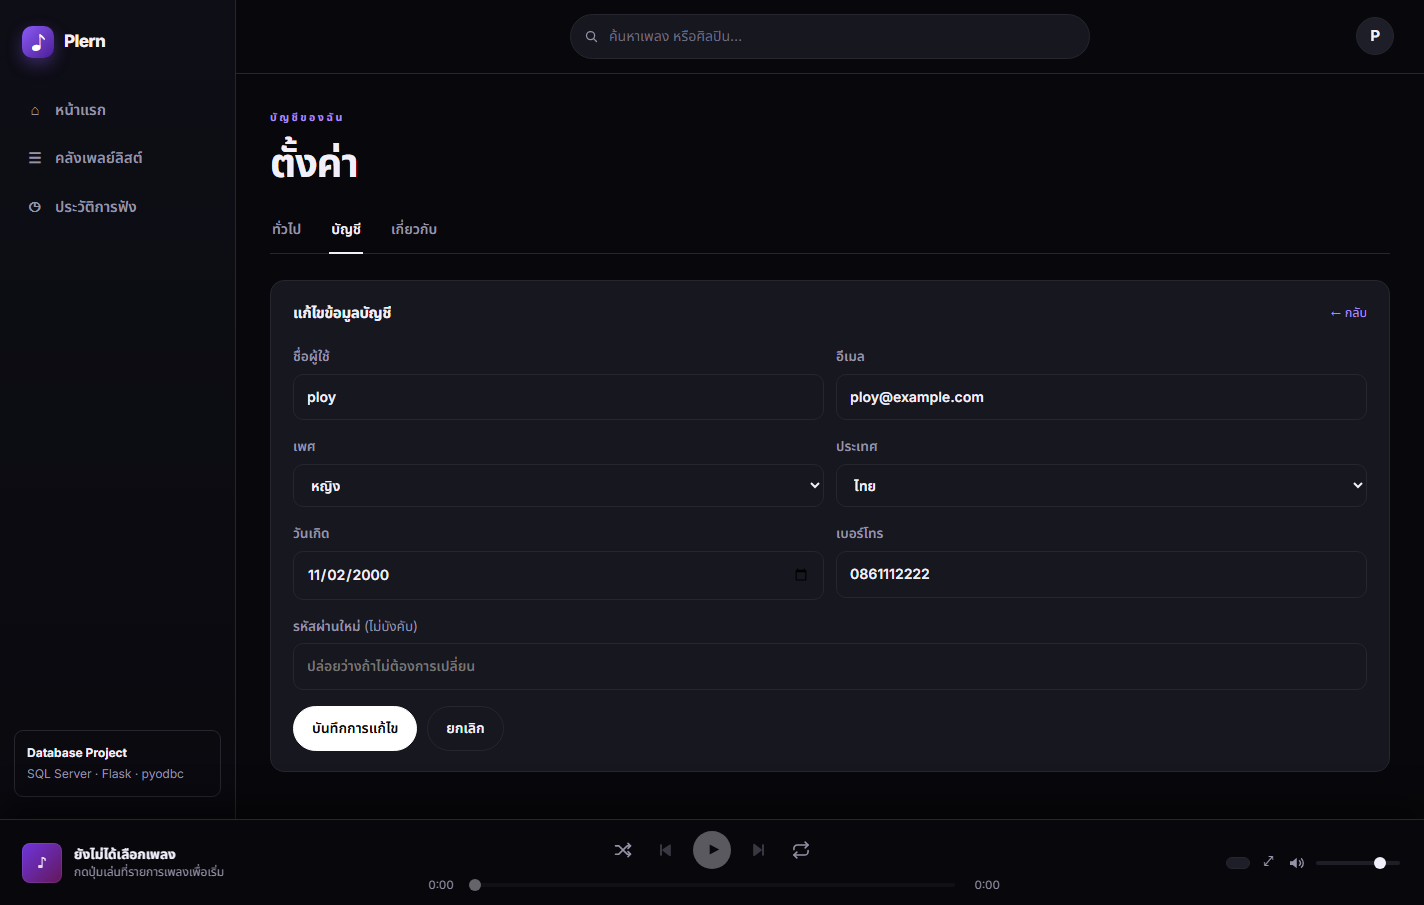 Plern
ค้นหาเพลง หรือศิลปิน...
P
หน้าแรก
คลังเพลย์ลิสต์
ประวัติการฟัง
บัญชีของฉัน
ตั้งค่า
ทั่วไป บัญชี เกี่ยวกับ
แก้ไขข้อมูลบัญชี ← กลับ
ชื่อผู้ใช้ อีเมล
ploy ploy@example.com
เพศ ประเทศ
หญิง ไทย
วันเกิด เบอร์โทร
11/02/2000 0861112222
รหัสผ่านใหม่ (ไม่บังคับ)
ปล่อยว่างถ้าไม่ต้องการเปลี่ยน
บันทึกการแก้ไข ยกเลิก
Database Project
SQL Server · Flask · pyodbc
ยังไม่ได้เลือกเพลง
กดปุ่มเล่นที่รายการเพลงเพื่อเริ่ม
0:00 0:00